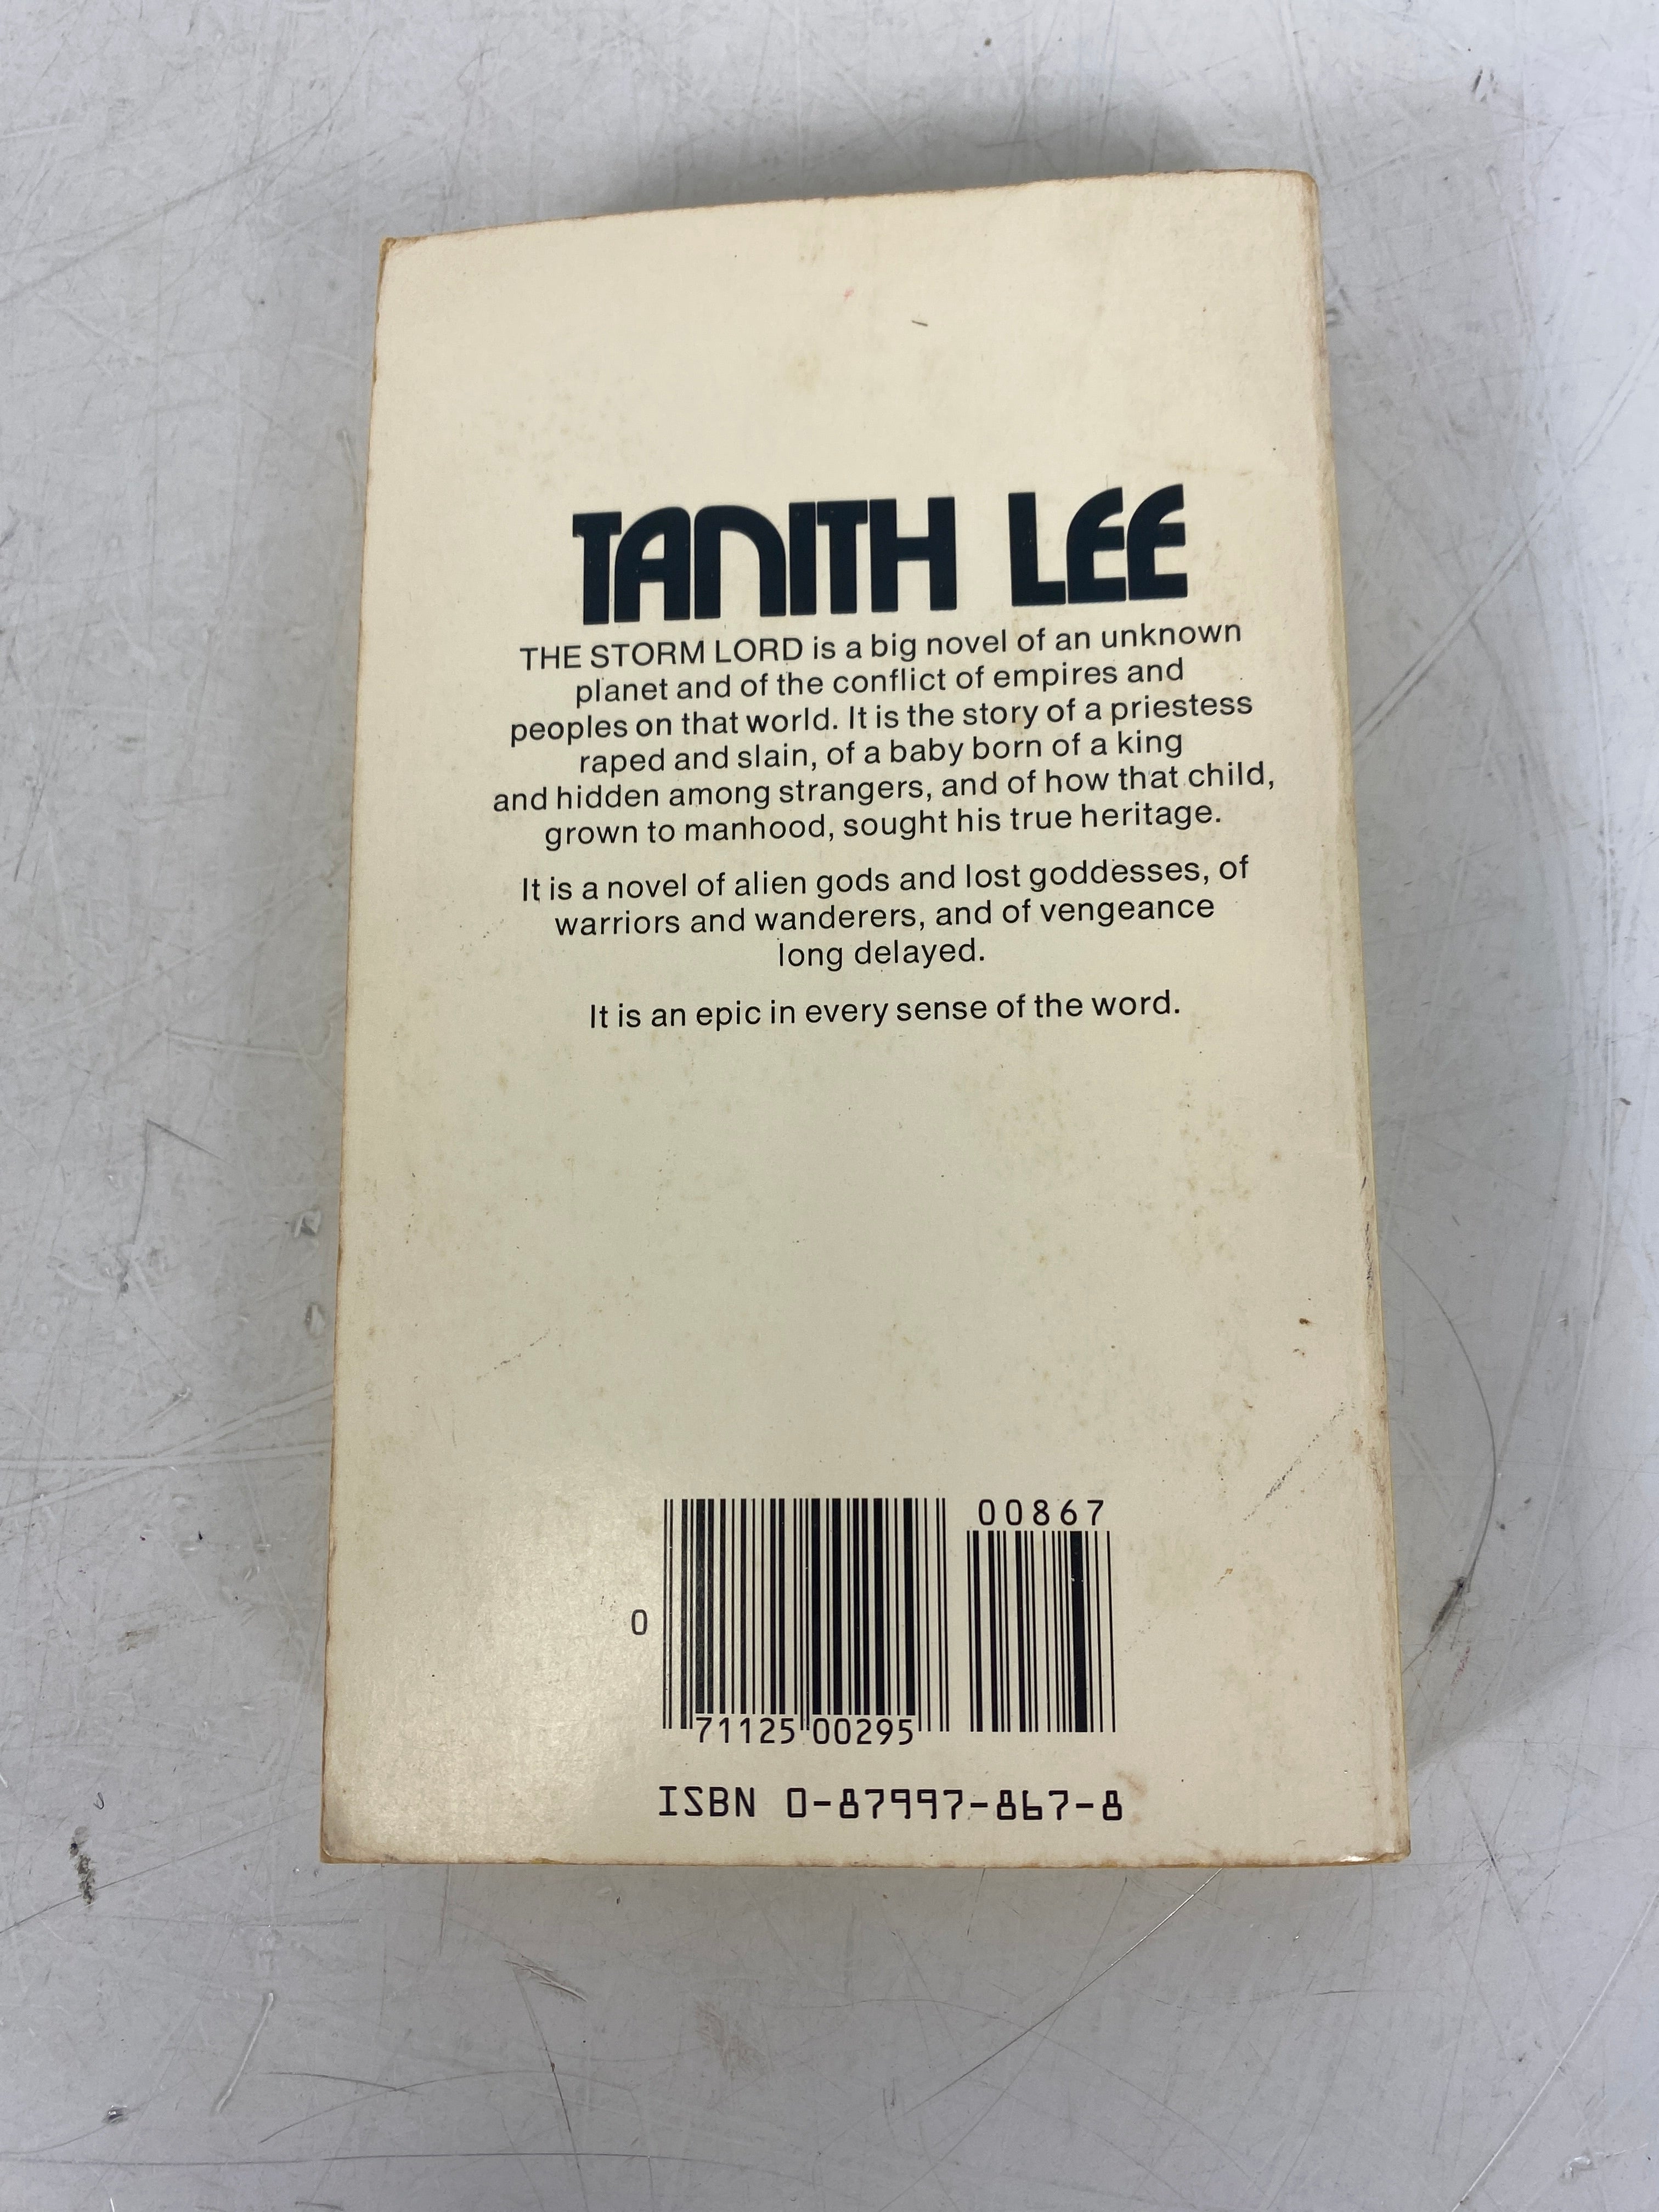 TANITH LEE
THE STORM LORD is a big novel of an unknown
planet and of the conflict of empires and
peoples on that world. It is the story of a priestess
raped and slain, of a baby born of a king
and hidden among strangers, and of how that child,
grown to manhood, sought his true heritage.
It is a novel of alien gods and lost goddesses, of
warriors and wanderers, and of vengeance
long delayed.
It is an epic in every sense of the word.
00867
0
71125 00295
ISBN 0-87997-867-8